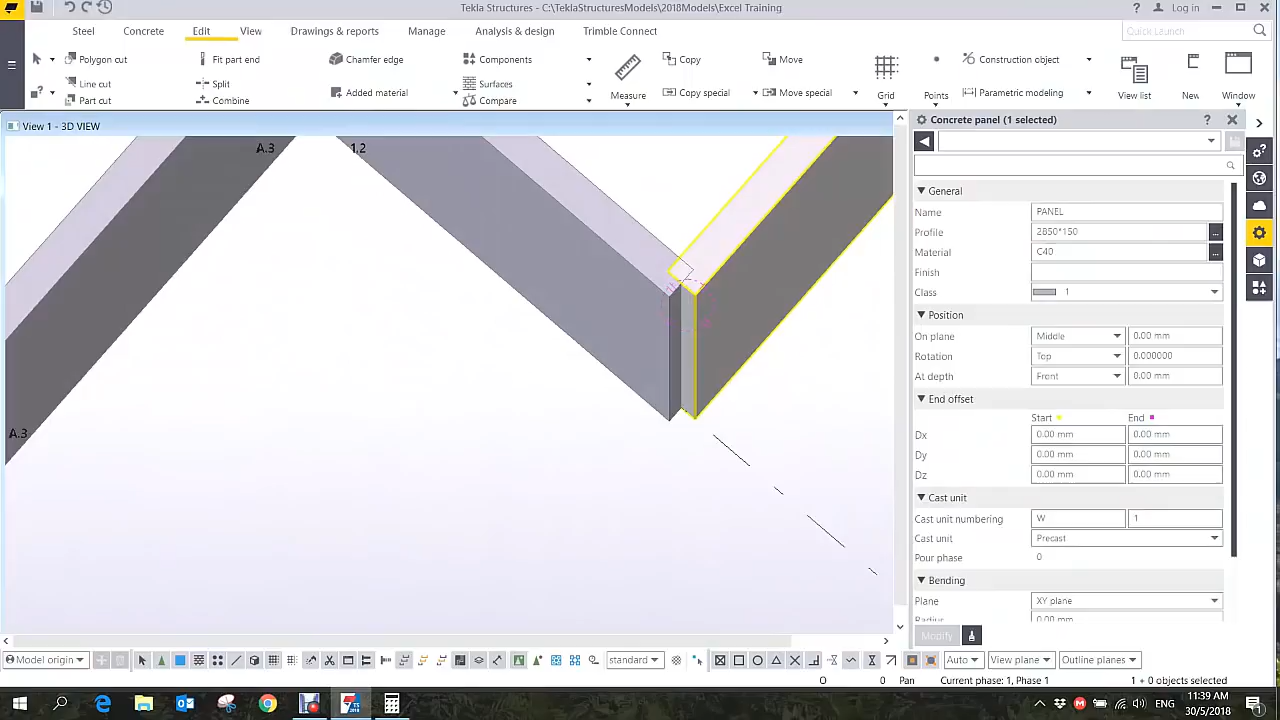 Tekla Structures - C:\TeklaStructuresModels\2018Models\Excel Training
? Log in
Steel Concrete Edit View Drawings & reports Manage Analysis & design Trimble Connect Quick Launch
Polygon cut Fit part end Chamfer edge Components Copy Move Construction object
Line cut Split Surfaces
Part cut Combine Added material Compare Measure Copy special Move special Grid Points Parametric modeling View list New Window
View 1 - 3D VIEW
Concrete panel (1 selected) ?
A.3 1,2
General
Name PANEL
Profile 2850*150 ...
Material C40 ...
Finish
Class 1
Position
On plane Middle 0.00 mm
Rotation Top 0.000000
At depth Front 0.00 mm
End offset
Start End
Dx 0.00 mm 0.00 mm
A.3
Dy 0.00 mm 0.00 mm
Dz 0.00 mm 0.00 mm
Cast unit
Cast unit numbering W 1
Cast unit Precast
Pour phase 0
Bending
Plane XY plane
Radius 0.00 mm
Modify
Model origin standard Auto View plane Outline planes
O 0 Pan Current phase: 1, Phase 1 1 + 0 objects selected
ENG 11:39 AM
30/5/2018